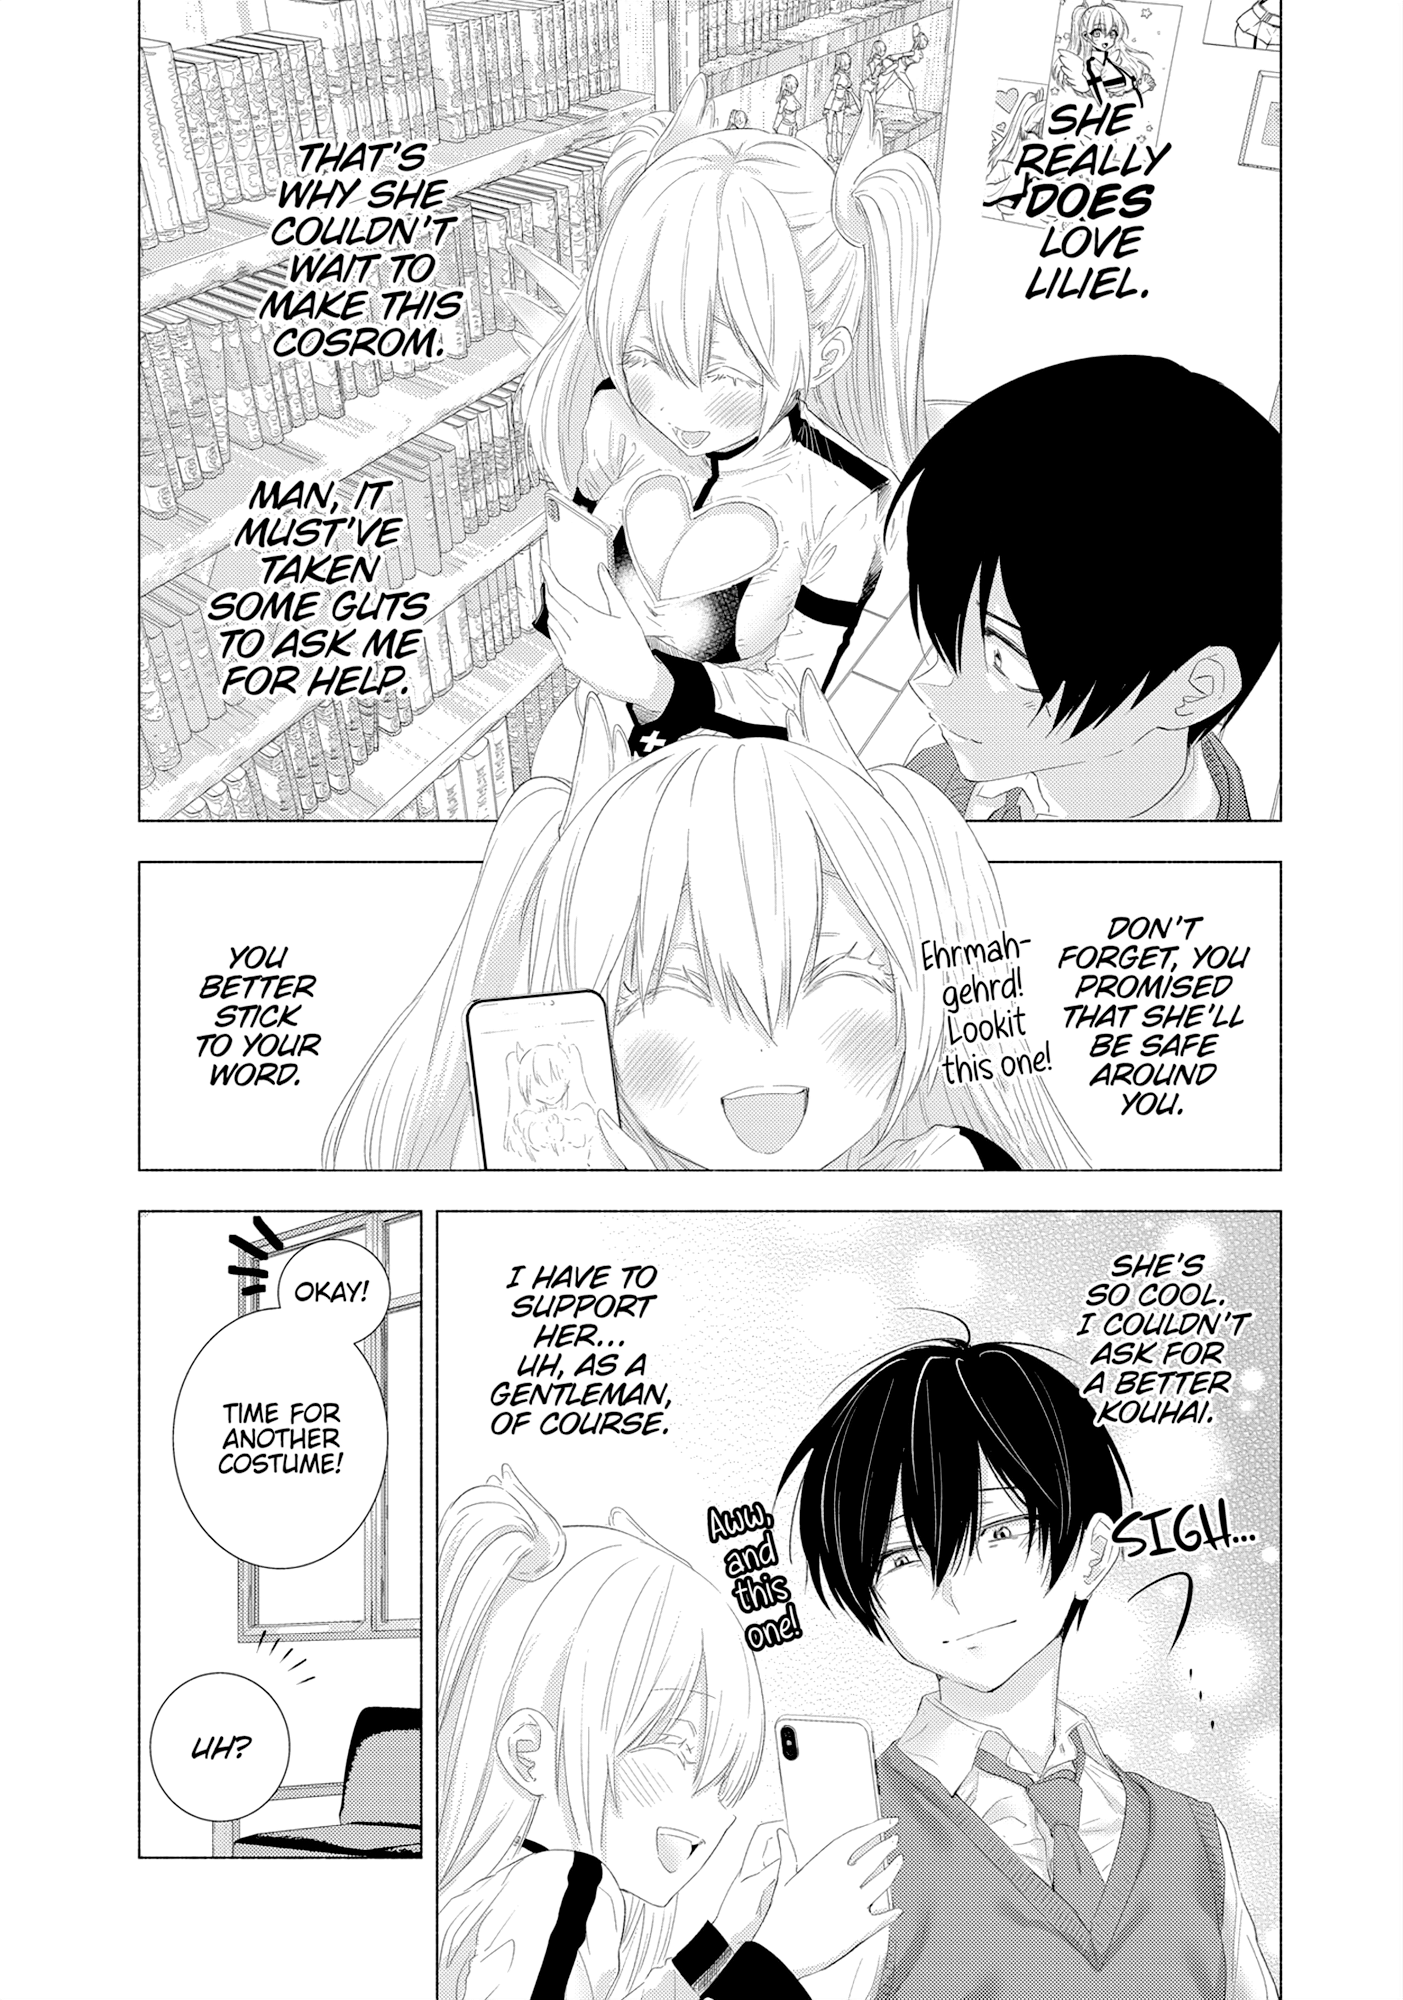 SHE
REALLY
DOES
LOVE
LILIEL.
THAT'S
WHY SHE
COULDN'T
WAIT TO
MAKE THIS
COSROM.
MAN, IT
MUST'VE
TAKEN
SOME GUTS
TO ASK ME
FOR HELP.
DON'T
FORGET, YOU
PROMISED
THAT SHE'LL
BE SAFE
AROUND
YOU.
Ehrmah-
gehrd!
Lookit
this one!
YOU
BETTER
STICK
TO YOUR
WORD.
SHE'S
SO COOL.
I COULDN'T
ASK FOR
A BETTER
KOUHAI.
SIGH...
I HAVE TO
SUPPORT
HER...
UH, AS A
GENTLEMAN,
OF COURSE.
Aww,
and
this
one!
OKAY!
TIME FOR
ANOTHER
COSTUME!
UH?